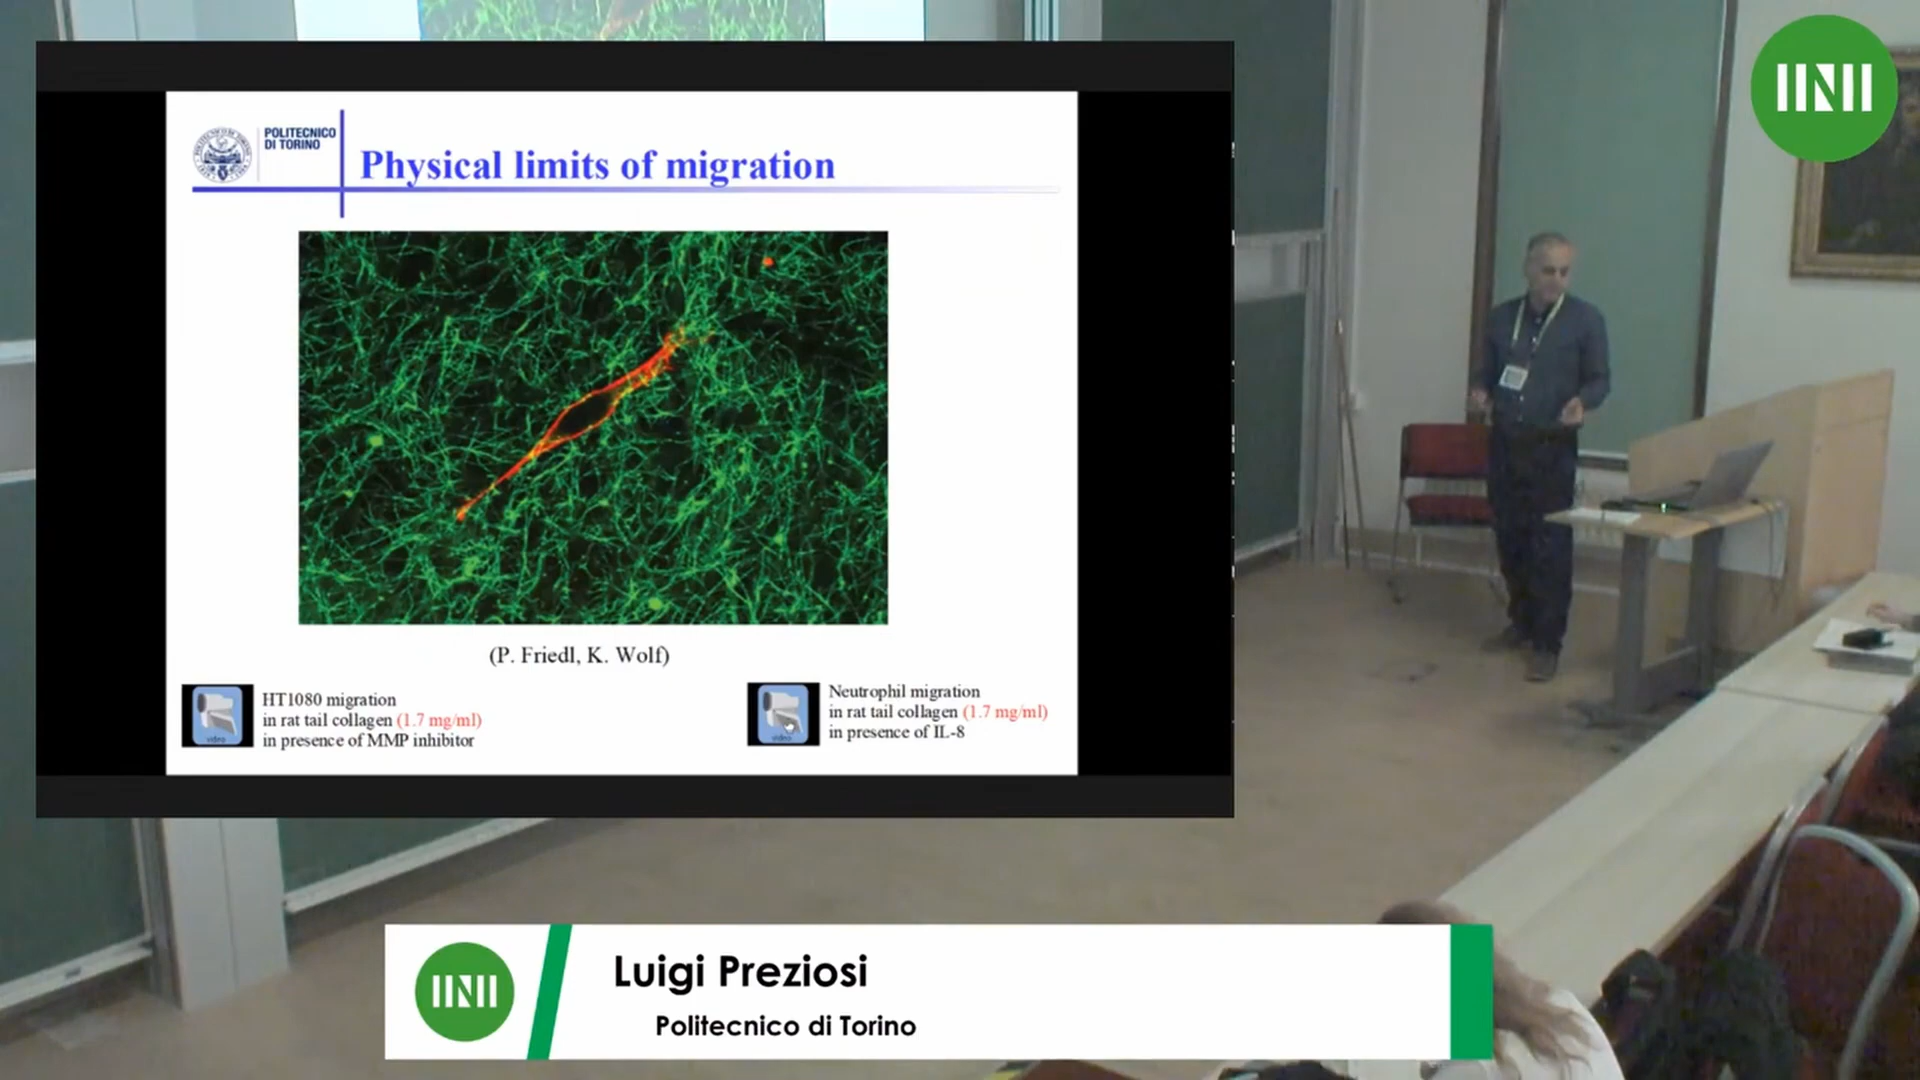 POLITECNICO
DI TORINO
Physical limits of migration
(P. Friedl, K. Wolf)
video
HT1080 migration
in rat tail collagen (1.7 mg/ml)
in presence of MMP inhibitor
video
Neutrophil migration
in rat tail collagen (1.7 mg/ml)
in presence of IL-8
Luigi Preziosi
Politecnico di Torino